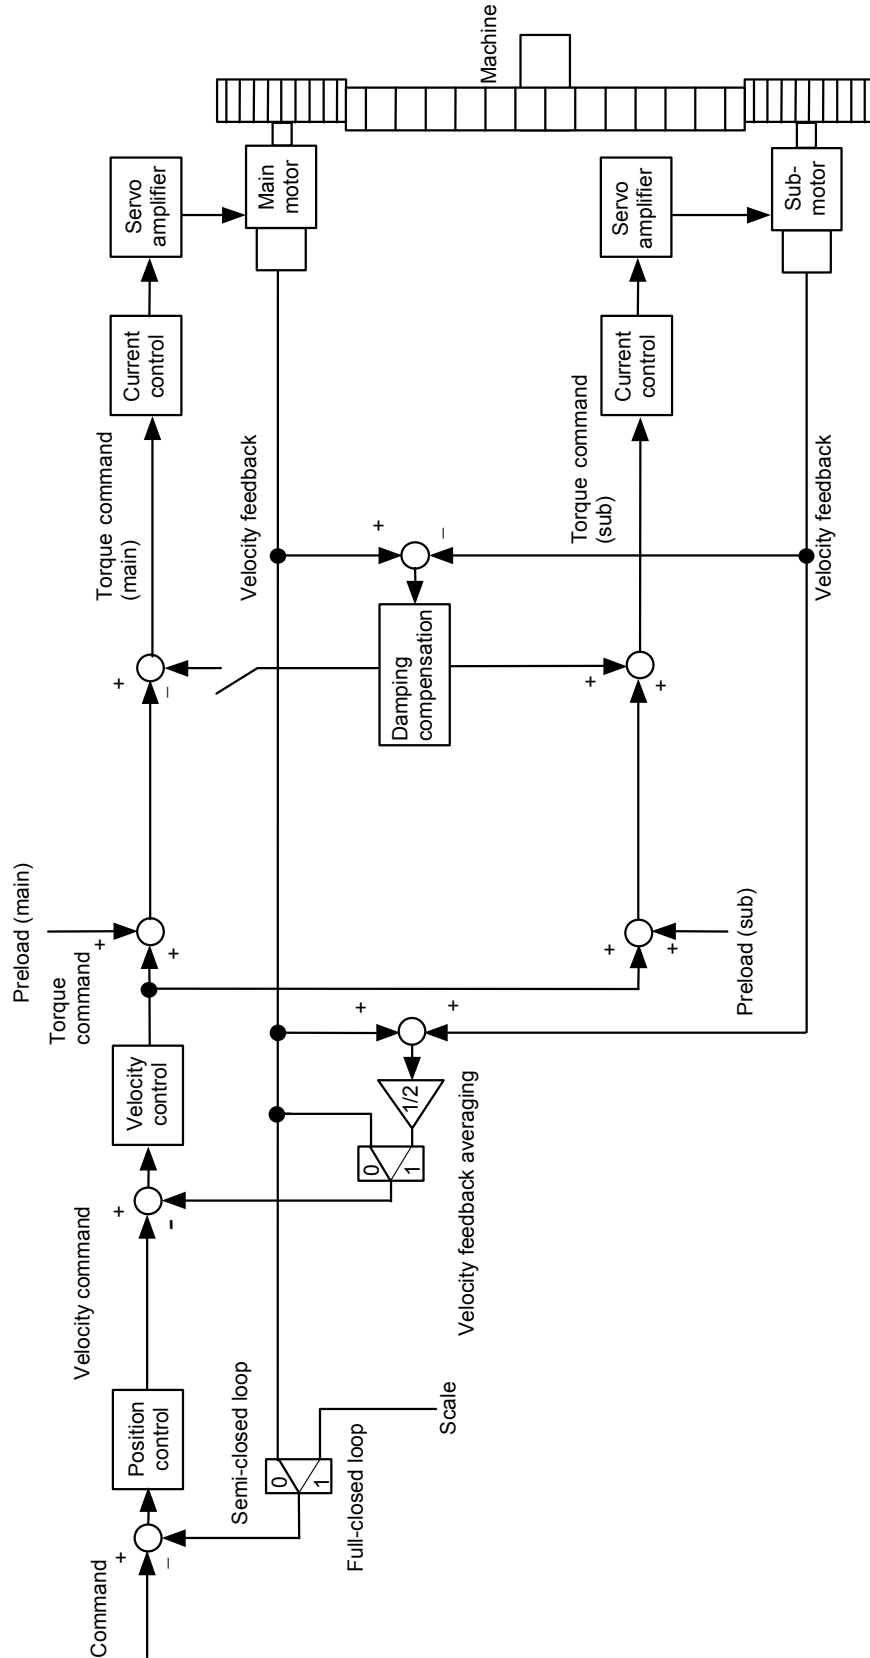 Command
+
–
Position
control
Velocity command
+
-
Velocity
control
Torque
command
Preload (main)
+
+
+
–
Torque command
(main)
Current
control
Servo
amplifier
Main
motor
Machine
Semi-closed loop
0
1
Full-closed loop
Scale
Velocity feedback
0
1
1/2
+
+
Velocity feedback averaging
Damping
compensation
+
–
+
+
Preload (sub)
+
+
Torque command
(sub)
Current
control
Servo
amplifier
Sub-
motor
Velocity feedback